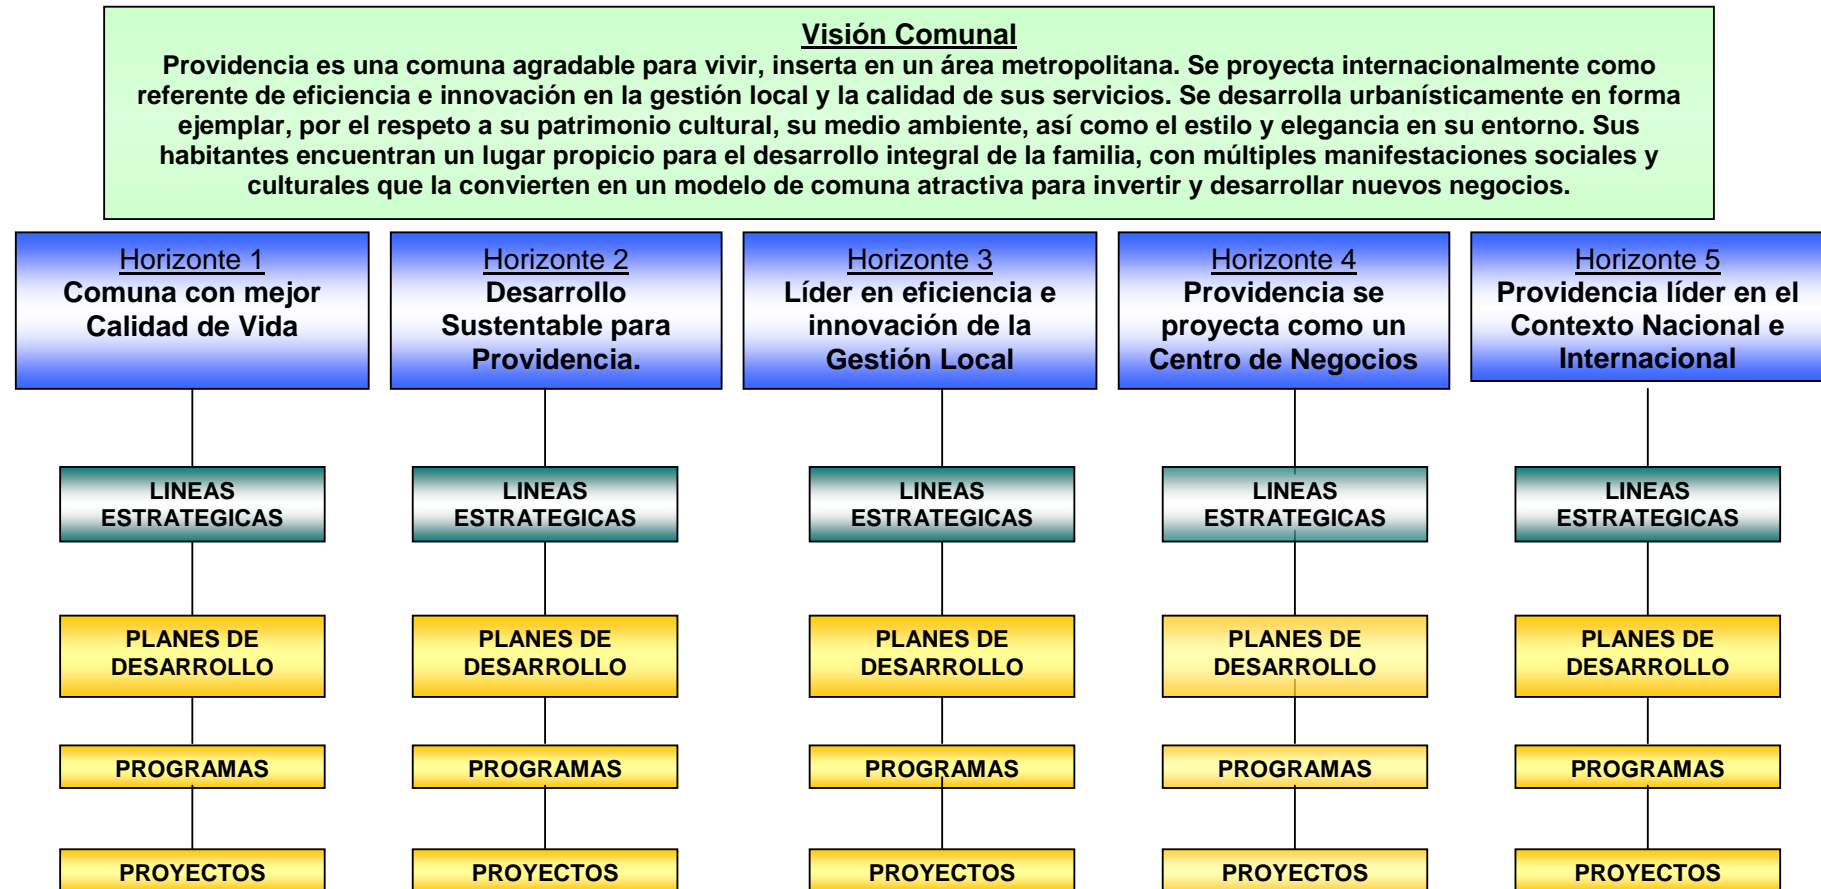 Visión Comunal
Providencia es una comuna agradable para vivir, inserta en un área metropolitana. Se proyecta internacionalmente como
referente de eficiencia e innovación en la gestión local y la calidad de sus servicios. Se desarrolla urbanísticamente en forma
ejemplar, por el respeto a su patrimonio cultural, su medio ambiente, así como el estilo y elegancia en su entorno. Sus
habitantes encuentran un lugar propicio para el desarrollo integral de la familia, con múltiples manifestaciones sociales y
culturales que la convierten en un modelo de comuna atractiva para invertir y desarrollar nuevos negocios.
Horizonte 1
Comuna con mejor
Calidad de Vida
Horizonte 2
Desarrollo
Sustentable para
Providencia.
Horizonte 3
Líder en eficiencia e
innovación de la
Gestión Local
Horizonte 4
Providencia se
proyecta como un
Centro de Negocios
Horizonte 5
Providencia líder en el
Contexto Nacional e
Internacional
LINEAS
ESTRATEGICAS
LINEAS
ESTRATEGICAS
LINEAS
ESTRATEGICAS
LINEAS
ESTRATEGICAS
LINEAS
ESTRATEGICAS
PLANES DE
DESARROLLO
PLANES DE
DESARROLLO
PLANES DE
DESARROLLO
PLANES DE
DESARROLLO
PLANES DE
DESARROLLO
PROGRAMAS
PROGRAMAS
PROGRAMAS
PROGRAMAS
PROGRAMAS
PROYECTOS
PROYECTOS
PROYECTOS
PROYECTOS
PROYECTOS